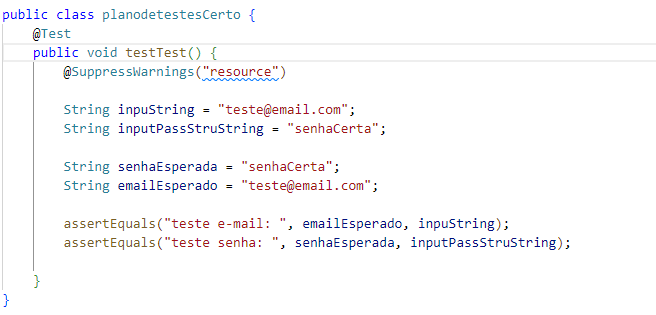 public class planodetestesCerto {
@Test
public void testTest() {
@SuppressWarnings("resource")
String inpuString = "teste@email.com";
String inputPassStruString = "senhaCerta";
String senhaEsperada = "senhaCerta";
String emailEsperado = "teste@email.com";
assertEquals("teste e-mail: ", emailEsperado, inpuString);
assertEquals("teste senha: ", senhaEsperada, inputPassStruString);
}
}